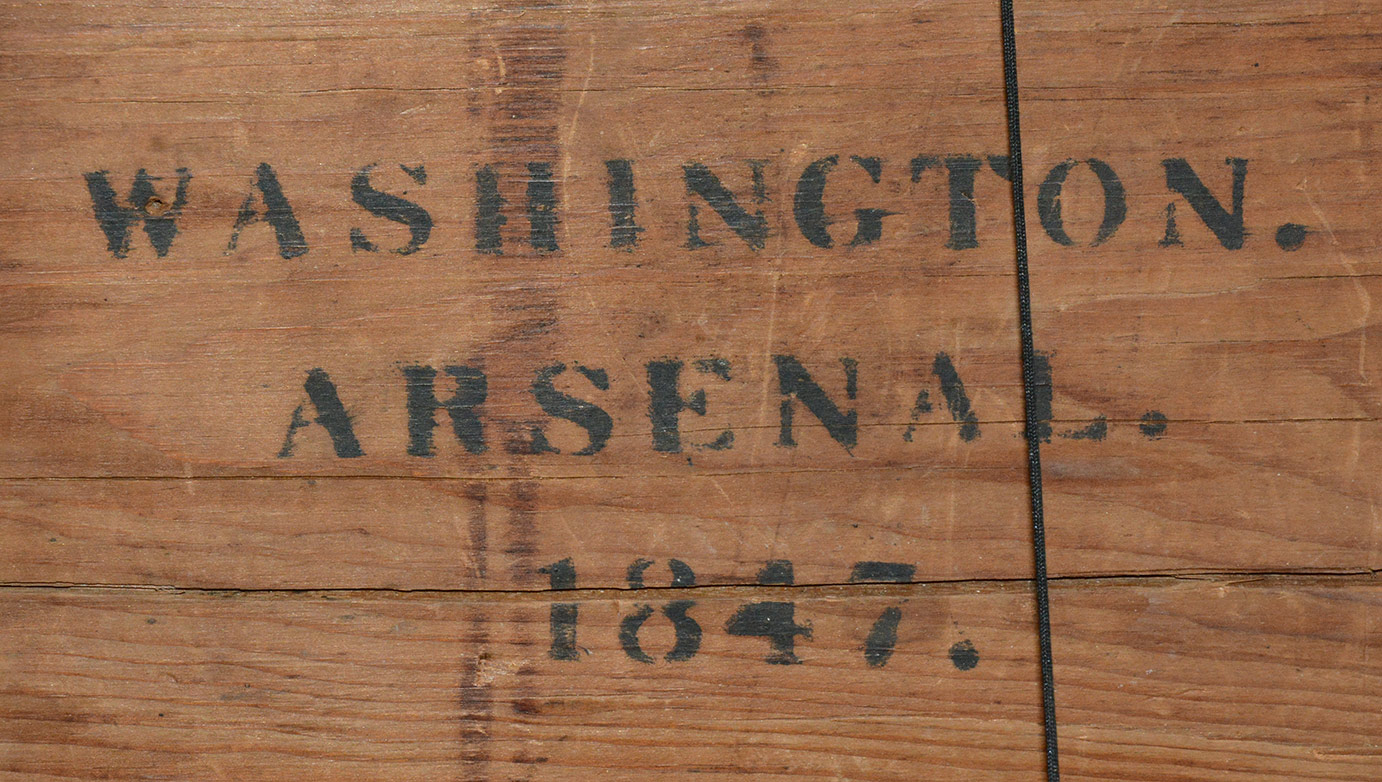 WASHINGTON.
ARSENAL.
1847.